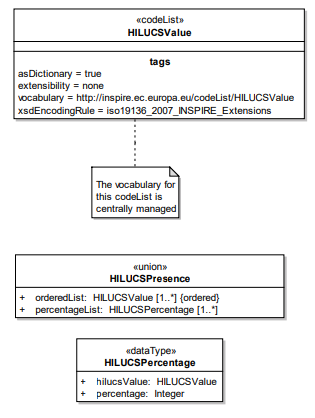 «codeList»
HILUCSValue
tags
asDictionary = true
extensibility = none
vocabulary = http://inspire.ec.europa.eu/codeList/HILUCSValue
xsdEncodingRule = iso19136_2007_INSPIRE_Extensions
The vocabulary for
this codeList is
centrally managed
«union»
HILUCSPresence
+ orderedList: HILUCSValue [1..*] {ordered}
+ percentageList: HILUCSPercentage [1..*]
«dataType»
HILUCSPercentage
+ hilucsValue: HILUCSValue
+ percentage: Integer